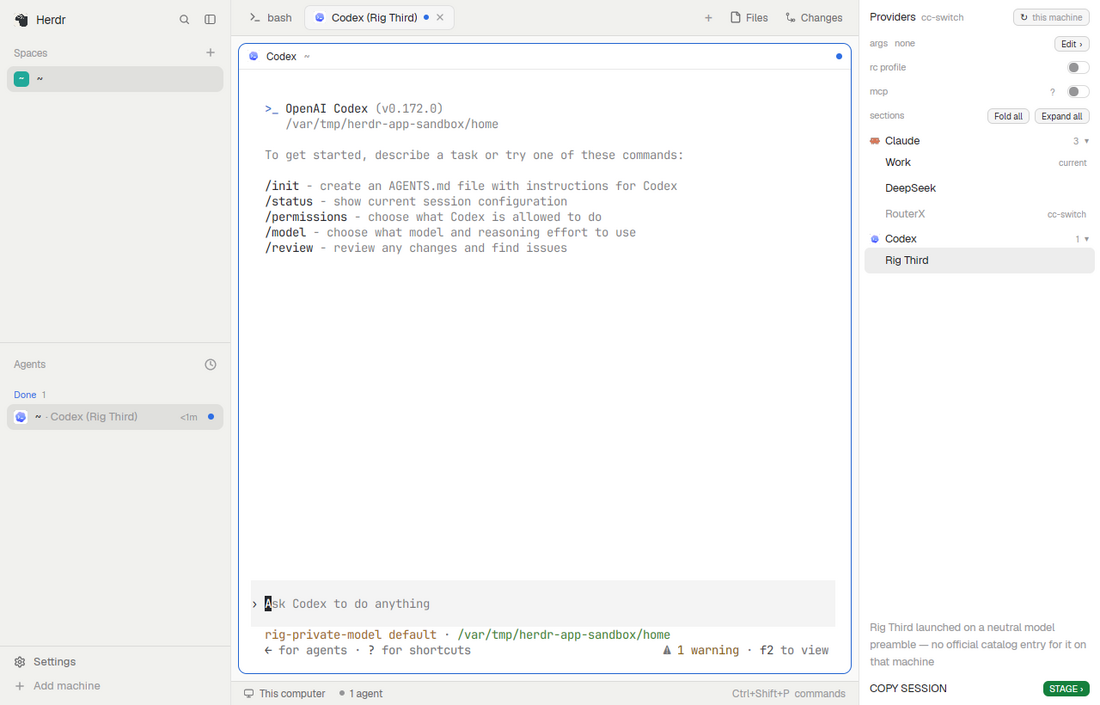 Herdr
Spaces
~ ~
Agents
Done 1
~ · Codex (Rig Third) <1m
Settings
Add machine
bash
Codex (Rig Third)
Files
Changes
Codex ~
>_ OpenAI Codex (v0.172.0)
/var/tmp/herdr-app-sandbox/home
To get started, describe a task or try one of these commands:
/init - create an AGENTS.md file with instructions for Codex
/status - show current session configuration
/permissions - choose what Codex is allowed to do
/model - choose what model and reasoning effort to use
/review - review any changes and find issues
› Ask Codex to do anything
rig-private-model default · /var/tmp/herdr-app-sandbox/home
← for agents · ? for shortcuts ⚠ 1 warning · f2 to view
This computer 1 agent Ctrl+Shift+P commands
Providers cc-switch ↻ this machine
args none Edit ›
rc profile
mcp ?
sections Fold all Expand all
Claude 3 ▾
Work current
DeepSeek
RouterX cc-switch
Codex 1 ▾
Rig Third
Rig Third launched on a neutral model
preamble — no official catalog entry for it on
that machine
COPY SESSION STAGE ›